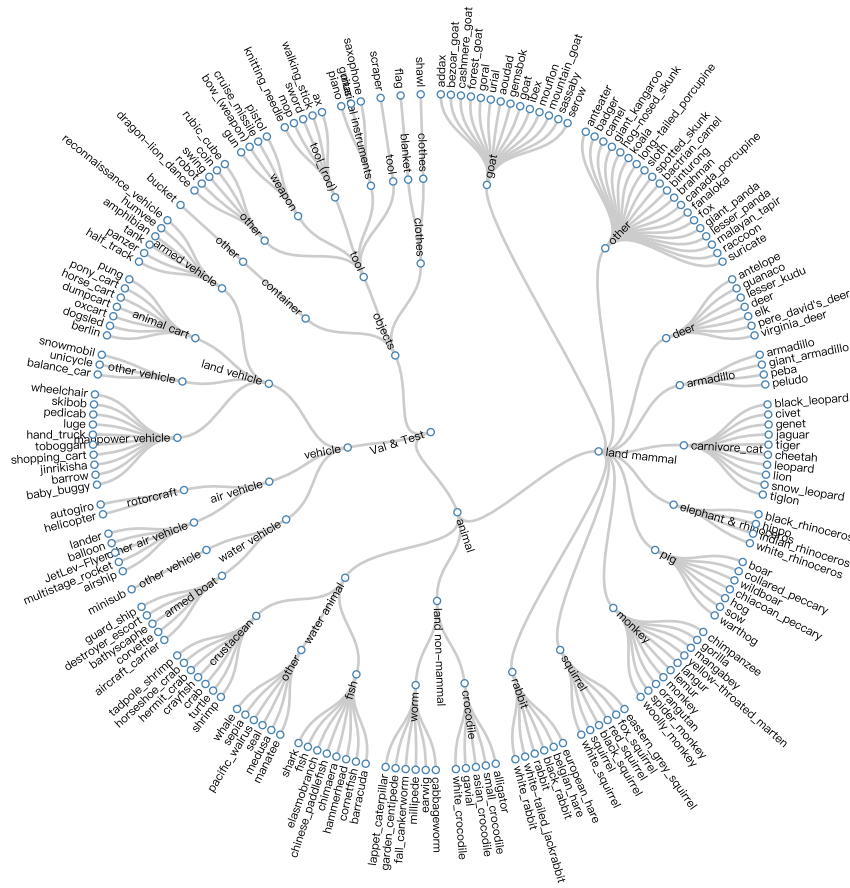 Val & Test
objects
clothes
clothes
shawl
blanket
flag
tool
tool
scraper
musical instruments
saxophone
guitar
piano
tool_(rod)
ax
walling_stick
sword
mop
knitting_needle
weapon
pistol
cruise_missile
bow_(weapon)
gun
other
rubic_cube
coin
swing
robot
dragon-lion_dance
container
other
bucket
vehicle
land vehicle
armed vehicle
reconnaissance_vehicle
humvee
amphibian
tank
panzer
half_track
animal cart
pung
pony_cart
horse_cart
dumpcart
oxcart
dogsled
berlin
other vehicle
snowmobil
unicycle
balance_car
manpower vehicle
wheelchair
skibob
pedicab
luge
hand_truck
toboggan
shopping_cart
jinrikisha
barrow
baby_buggy
air vehicle
rotorcraft
autogiro
helicopter
other air vehicle
lander
balloon
JetLev-Flyer
multistage_rocket
airship
water vehicle
other vehicle
minisub
armed boat
guard_ship
destroyer_escort
bathyscaphe
corvette
aircraft_carrier
animal
water animal
crustacean
tadpole_shrimp
horseshoe_crab
hermit_crab
crayfish
crab
turtle
shrimp
other
whale
sepia
pacific_walrus
seal
medusa
manatee
fish
shark
fish
elasmobranch
chinese_paddlefish
chimaera
hammerhead
cornetfish
barracuda
land non-mammal
worm
lappet_caterpillar
garden_centipede
fall_cankerworm
millipede
earwig
cabbageworm
crocodile
white_crocodile
gavial
asian_crocodile
small_crocodile
alligator
land mammal
rabbit
white_rabbit
white-tailed_jackrabbit
rabbit
black_rabbit
belgian_hare
european_hare
squirrel
white_squirrel
squirrel
black_squirrel
red_squirrel
fox_squirrel
eastern_grey_squirrel
monkey
woolly_monkey
spider_monkey
orangutan
monkey
lemur
langur
yellow-throated_marten
mangabey
gorilla
chimpanzee
pig
warthog
sow
hog
chiacoan_peccary
wildboar
collared_peccary
boar
elephant & rhinoceros
white_rhinoceros
indian_rhinoceros
hippo
black_rhinoceros
carnivore_cat
tiglon
snow_leopard
lion
leopard
cheetah
tiger
jaguar
genet
civet
black_leopard
armadillo
peludo
peba
giant_armadillo
armadillo
deer
virginia_deer
pere_david's_deer
elk
deer
lesser_kudu
guanaco
antelope
other
suricate
raccoon
malayan_tapir
lesser_panda
giant_panda
fox
fanaloka
canada_porcupine
brahman
binturong
bactrian_camel
spotted_skunk
sloth
long-tailed_porcupine
koala
hog-nosed_skunk
giant_kangaroo
camel
badger
anteater
goat
serow
sassaby
mountain_goat
mouflon
ibex
goat
gemsbok
aoudad
urial
goral
forest_goat
cashmere_goat
bezoar_goat
addax